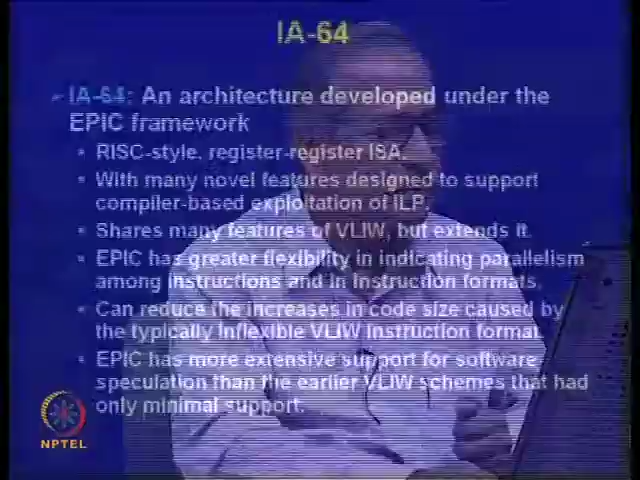 IA-64
IA-64: An architecture developed under the
EPIC framework
RISC-style, register-register ISA.
With many novel features designed to support
compiler-based exploitation of ILP.
Shares many features of VLIW, but extends it.
EPIC has greater flexibility in indicating parallelism
among instructions and in instruction formats.
Can reduce the increases in code size caused by
the typically inflexible VLIW instruction format.
EPIC has more extensive support for software
speculation than the earlier VLIW schemes that had
only minimal support.
NPTEL